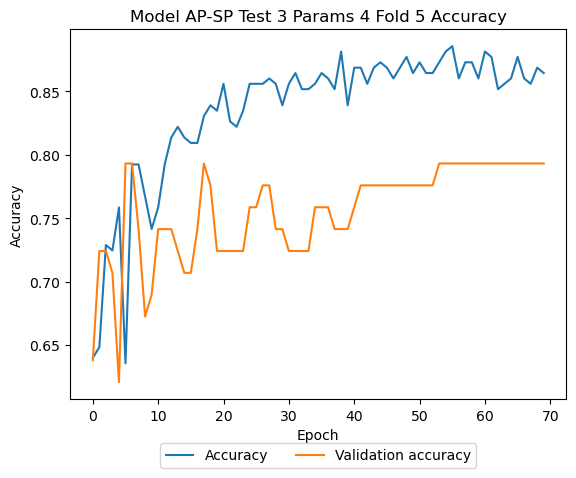 Model AP-SP Test 3 Params 4 Fold 5 Accuracy
0.85
0.80
0.75
0.70
0.65
Accuracy
0 10 20 30 40 50 60 70
Epoch
Accuracy Validation accuracy